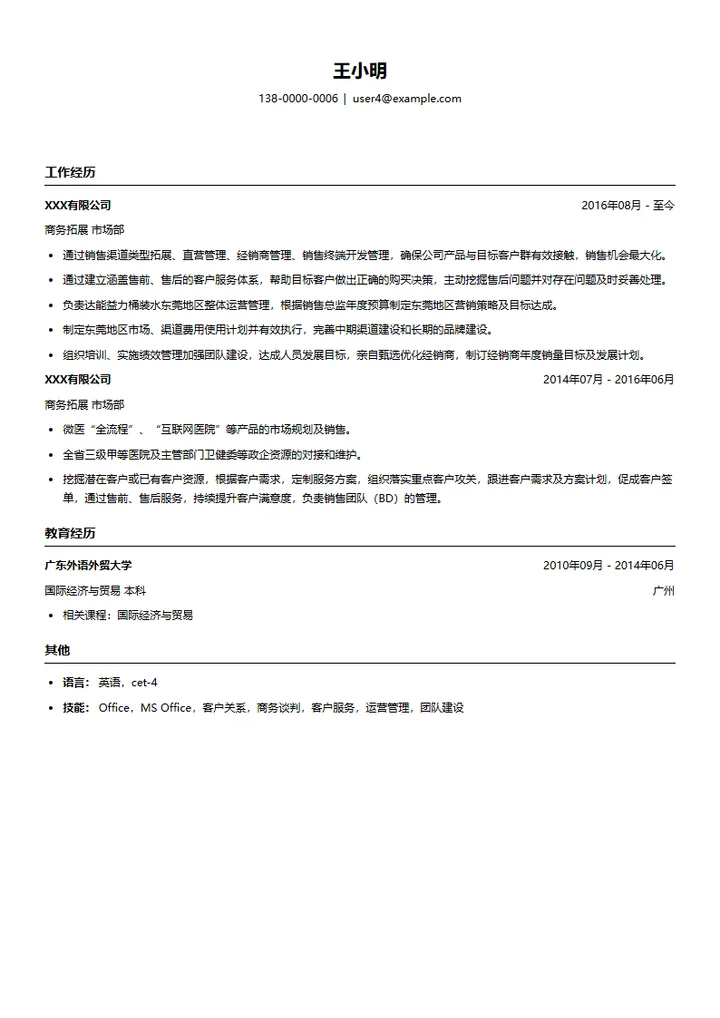 王小明
138-0000-0006 | user4@example.com
工作经历
XXX有限公司 2016年08月 - 至今
商务拓展 市场部
• 通过销售渠道类型拓展、直营管理、经销商管理、销售终端开发管理，确保公司产品与目标客户群有效接触，销售机会最大化。
• 通过建立涵盖售前、售后的客户服务体系，帮助目标客户做出正确的购买决策，主动挖掘售后问题并对存在问题及时妥善处理。
• 负责达能益力桶装水东莞地区整体运营管理，根据销售总监年度预算制定东莞地区营销策略及目标达成。
• 制定东莞地区市场、渠道费用使用计划并有效执行，完善中期渠道建设和长期的品牌建设。
• 组织培训、实施绩效管理加强团队建设，达成人员发展目标，亲自甄选优化经销商，制订经销商年度销量目标及发展计划。
XXX有限公司 2014年07月 - 2016年06月
商务拓展 市场部
• 微医“全流程”、“互联网医院”等产品的市场规划及销售。
• 全省三级甲等医院及主管部门卫健委等政企资源的对接和维护。
• 挖掘潜在客户或已有客户资源，根据客户需求，定制服务方案，组织落实重点客户攻关，跟进客户需求及方案计划，促成客户签
单，通过售前、售后服务，持续提升客户满意度，负责销售团队（BD）的管理。
教育经历
广东外语外贸大学 2010年09月 - 2014年06月
国际经济与贸易 本科 广州
• 相关课程：国际经济与贸易
其他
• 语言： 英语，cet-4
• 技能： Office，MS Office，客户关系，商务谈判，客户服务，运营管理，团队建设